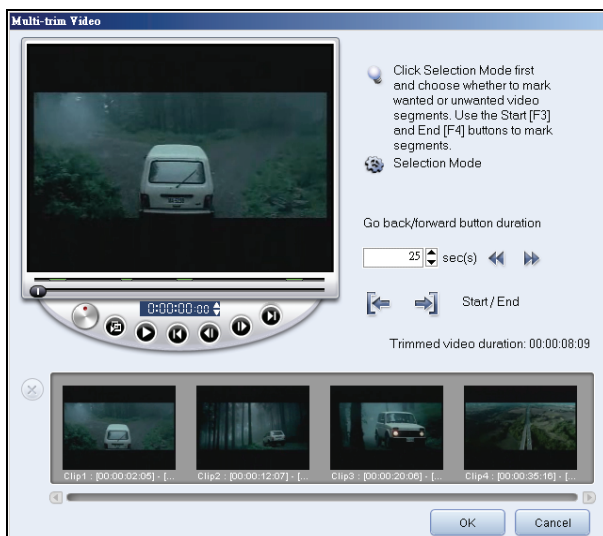 Multi-trim Video
Click Selection Mode first
and choose whether to mark
wanted or unwanted video
segments. Use the Start [F3]
and End [F4] buttons to mark
segments.
Selection Mode
Go back/forward button duration
25 sec(s)
Start / End
0:00:00:00
Trimmed video duration: 00:00:08:09
Clip1 : [00:00:02:05] - [...
Clip2 : [00:00:12:07] - [...
Clip3 : [00:00:20:06] - [...
Clip4 : [00:00:35:16] - [...
OK
Cancel